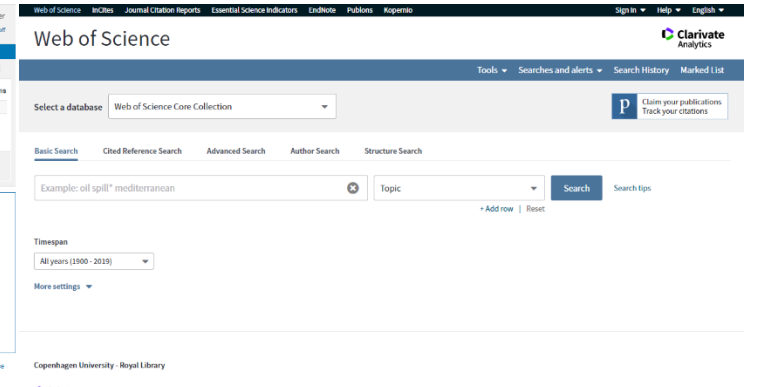 Web of Science InCites Journal Citation Reports Essential Science Indicators EndNote Publons Kopernio Sign In Help English
Web of Science
Clarivate
Analytics
Tools Searches and alerts Search History Marked List
Select a database Web of Science Core Collection
p Claim your publications
Track your citations
Basic Search Cited Reference Search Advanced Search Author Search Structure Search
Example: oil spill* mediterranean Topic Search Search tips
+ Add row | Reset
Timespan
All years (1900 - 2019)
More settings
Copenhagen University - Royal Library